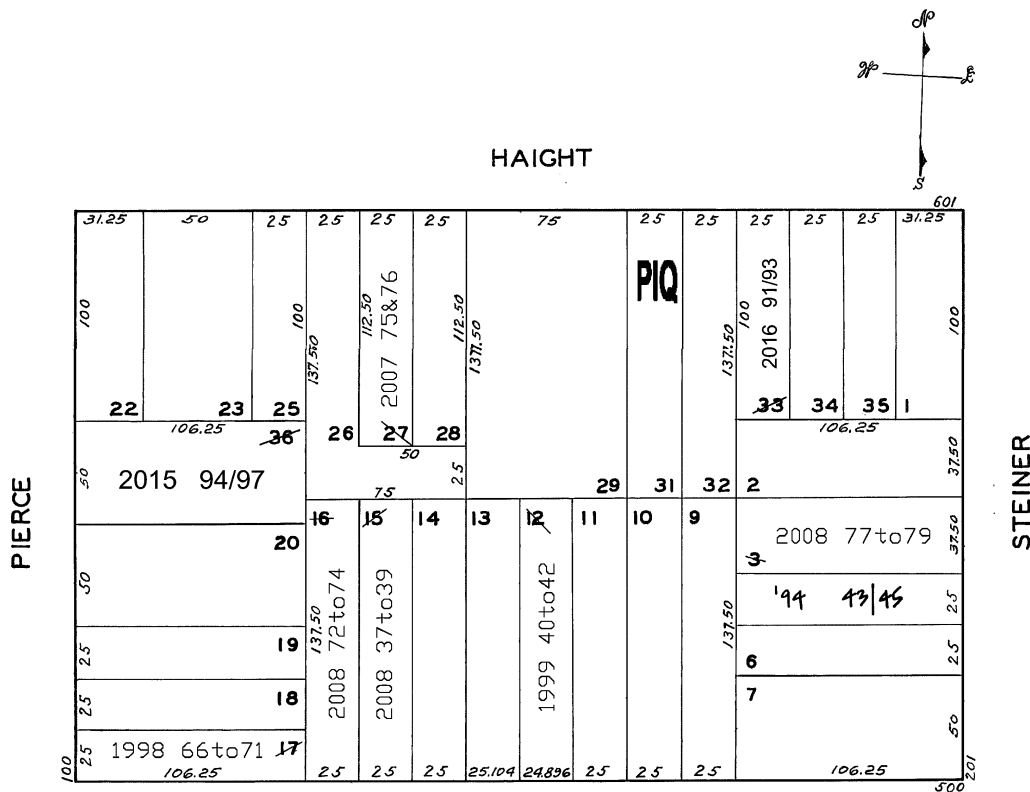 N
W E
S
HAIGHT
601
31.25 50 25 25 25 25 75 25 25 25 25 25 31.25
PIQ
100 100 137.50 112.50 2007 75&76 112.50 137.50 137.50 100 2016 91/93 100
22 23 25 26 27 28 33 34 35 1
106.25 36 50 106.25
50 2015 94/97 75 25 29 31 32 2 37.50
PIERCE
STEINER
16 15 14 13 12 11 10 9
20 3 2008 77to79 37.50
50 '94 43/45 25
137.50 2008 72to74 2008 37to39 1999 40to42 137.50
25 19 6 25
25 18 7 50
25 1998 66to71 17
100 106.25 25 25 25 25.104 24.896 25 25 25 106.25 201
500